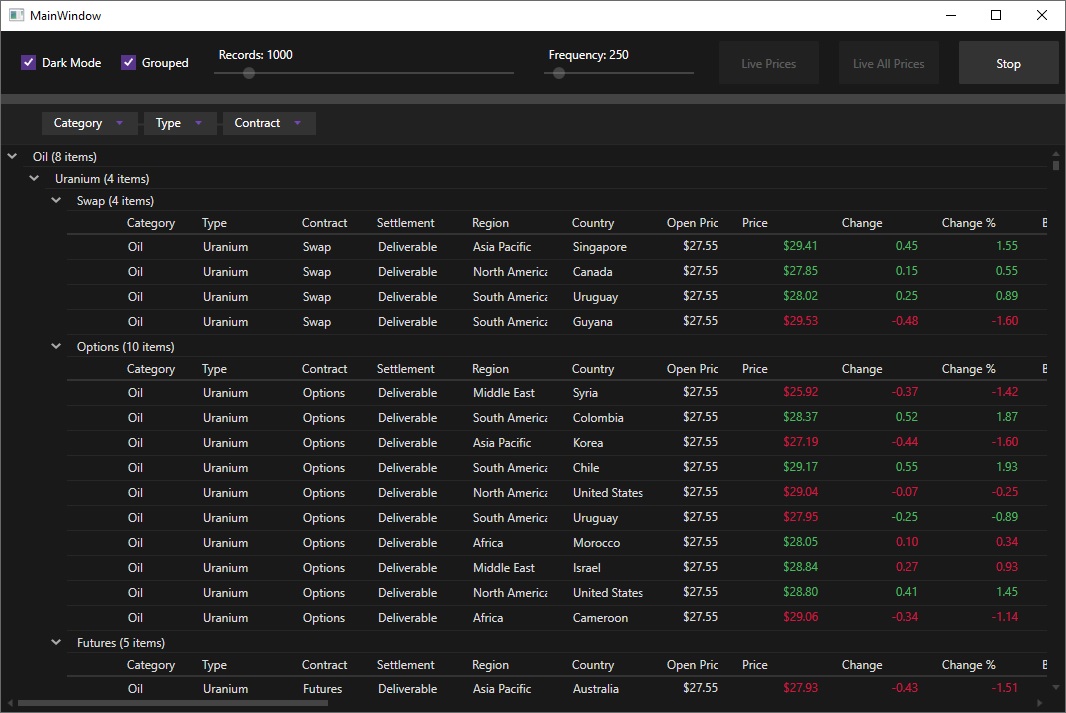 MainWindow
Dark Mode Grouped Records: 1000 Frequency: 250 Live Prices Live All Prices Stop
Category Type Contract
Oil (8 items)
Uranium (4 items)
Swap (4 items)
Category Type Contract Settlement Region Country Open Pric Price Change Change % B
Oil Uranium Swap Deliverable Asia Pacific Singapore $27.55 $29.41 0.45 1.55
Oil Uranium Swap Deliverable North America Canada $27.55 $27.85 0.15 0.55
Oil Uranium Swap Deliverable South America Uruguay $27.55 $28.02 0.25 0.89
Oil Uranium Swap Deliverable South America Guyana $27.55 $29.53 -0.48 -1.60
Options (10 items)
Category Type Contract Settlement Region Country Open Pric Price Change Change % B
Oil Uranium Options Deliverable Middle East Syria $27.55 $25.92 -0.37 -1.42
Oil Uranium Options Deliverable South America Colombia $27.55 $28.37 0.52 1.87
Oil Uranium Options Deliverable Asia Pacific Korea $27.55 $27.19 -0.44 -1.60
Oil Uranium Options Deliverable South America Chile $27.55 $29.17 0.55 1.93
Oil Uranium Options Deliverable North America United States $27.55 $29.04 -0.07 -0.25
Oil Uranium Options Deliverable South America Uruguay $27.55 $27.95 -0.25 -0.89
Oil Uranium Options Deliverable Africa Morocco $27.55 $28.05 0.10 0.34
Oil Uranium Options Deliverable Middle East Israel $27.55 $28.84 0.27 0.93
Oil Uranium Options Deliverable North America United States $27.55 $28.80 0.41 1.45
Oil Uranium Options Deliverable Africa Cameroon $27.55 $29.06 -0.34 -1.14
Futures (5 items)
Category Type Contract Settlement Region Country Open Pric Price Change Change % B
Oil Uranium Futures Deliverable Asia Pacific Australia $27.55 $27.93 -0.43 -1.51